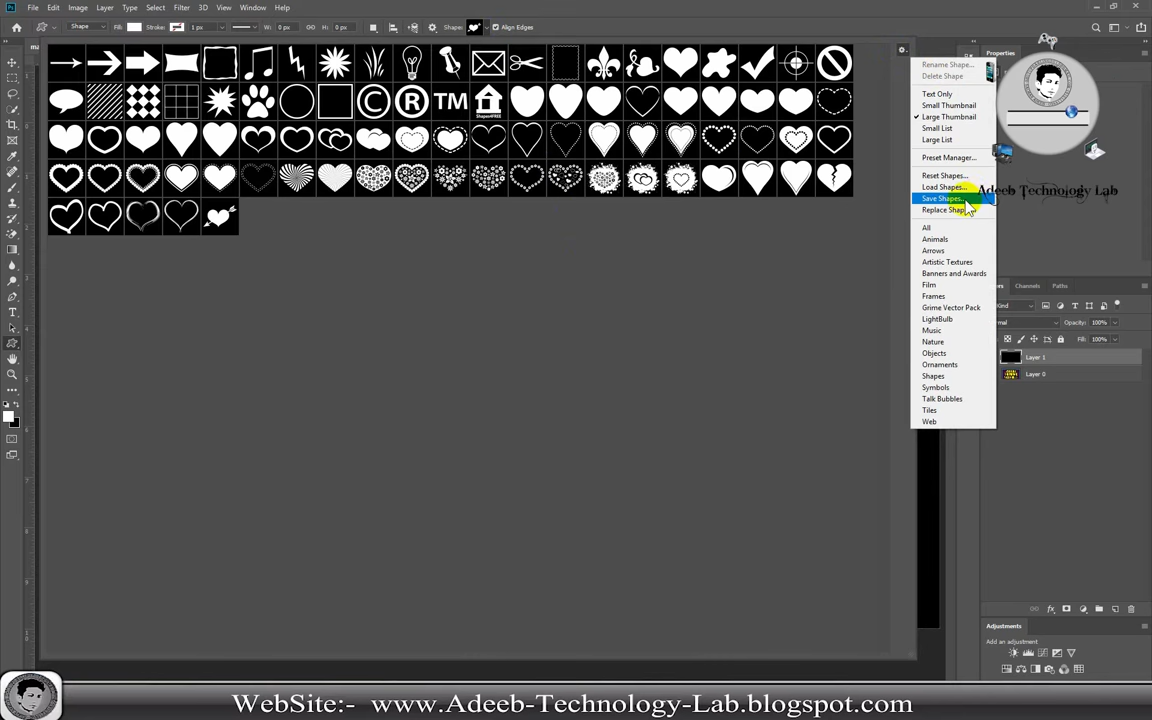 File Edit Image Layer Type Select Filter 3D View Window Help
Shape Fill: Stroke: 1 px W: 0 px H: 0 px Shape: Align Edges
TM
Shapes4FREE
Rename Shape...
Delete Shape
Text Only
Small Thumbnail
Large Thumbnail
Small List
Large List
Preset Manager...
Reset Shapes...
Load Shapes...
Save Shapes...
Replace Shapes...
All
Animals
Arrows
Artistic Textures
Banners and Awards
Film
Frames
Grime Vector Pack
LightBulb
Music
Nature
Objects
Ornaments
Shapes
Symbols
Talk Bubbles
Tiles
Web
Properties
Adeeb Technology Lab
Channels Paths
Kind
Opacity: 100%
Fill: 100%
Layer 1
Layer 0
Adjustments
Add an adjustment
WebSite:- www.Adeeb-Technology-Lab.blogspot.com